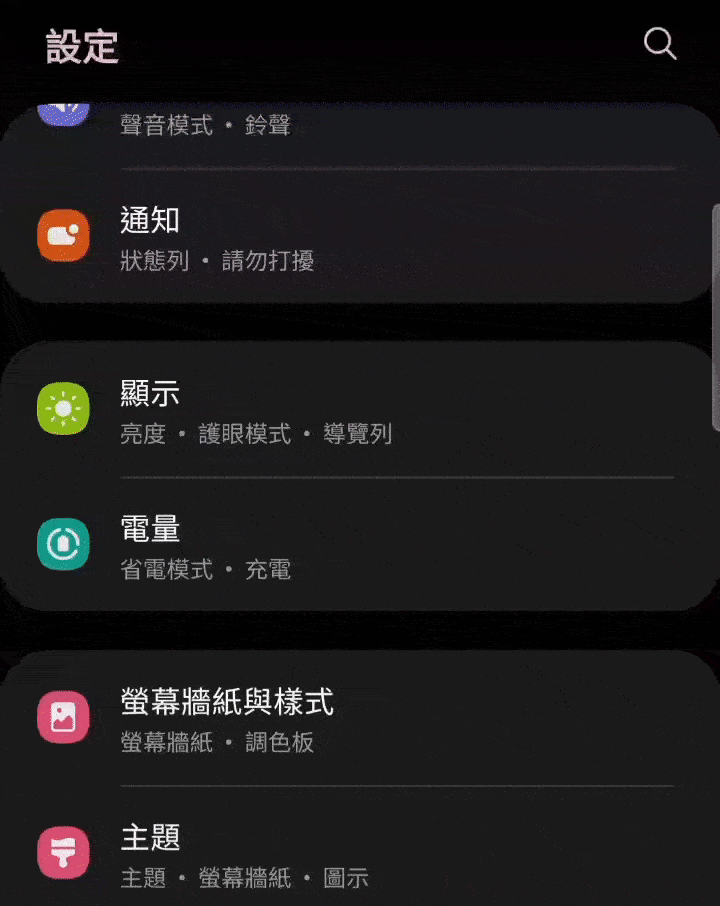 設定
聲音模式 • 鈴聲
通知
狀態列 • 請勿打擾
顯示
亮度 • 護眼模式 • 導覽列
電量
省電模式 • 充電
螢幕牆紙與樣式
螢幕牆紙 • 調色板
主題
主題 • 螢幕牆紙 • 圖示